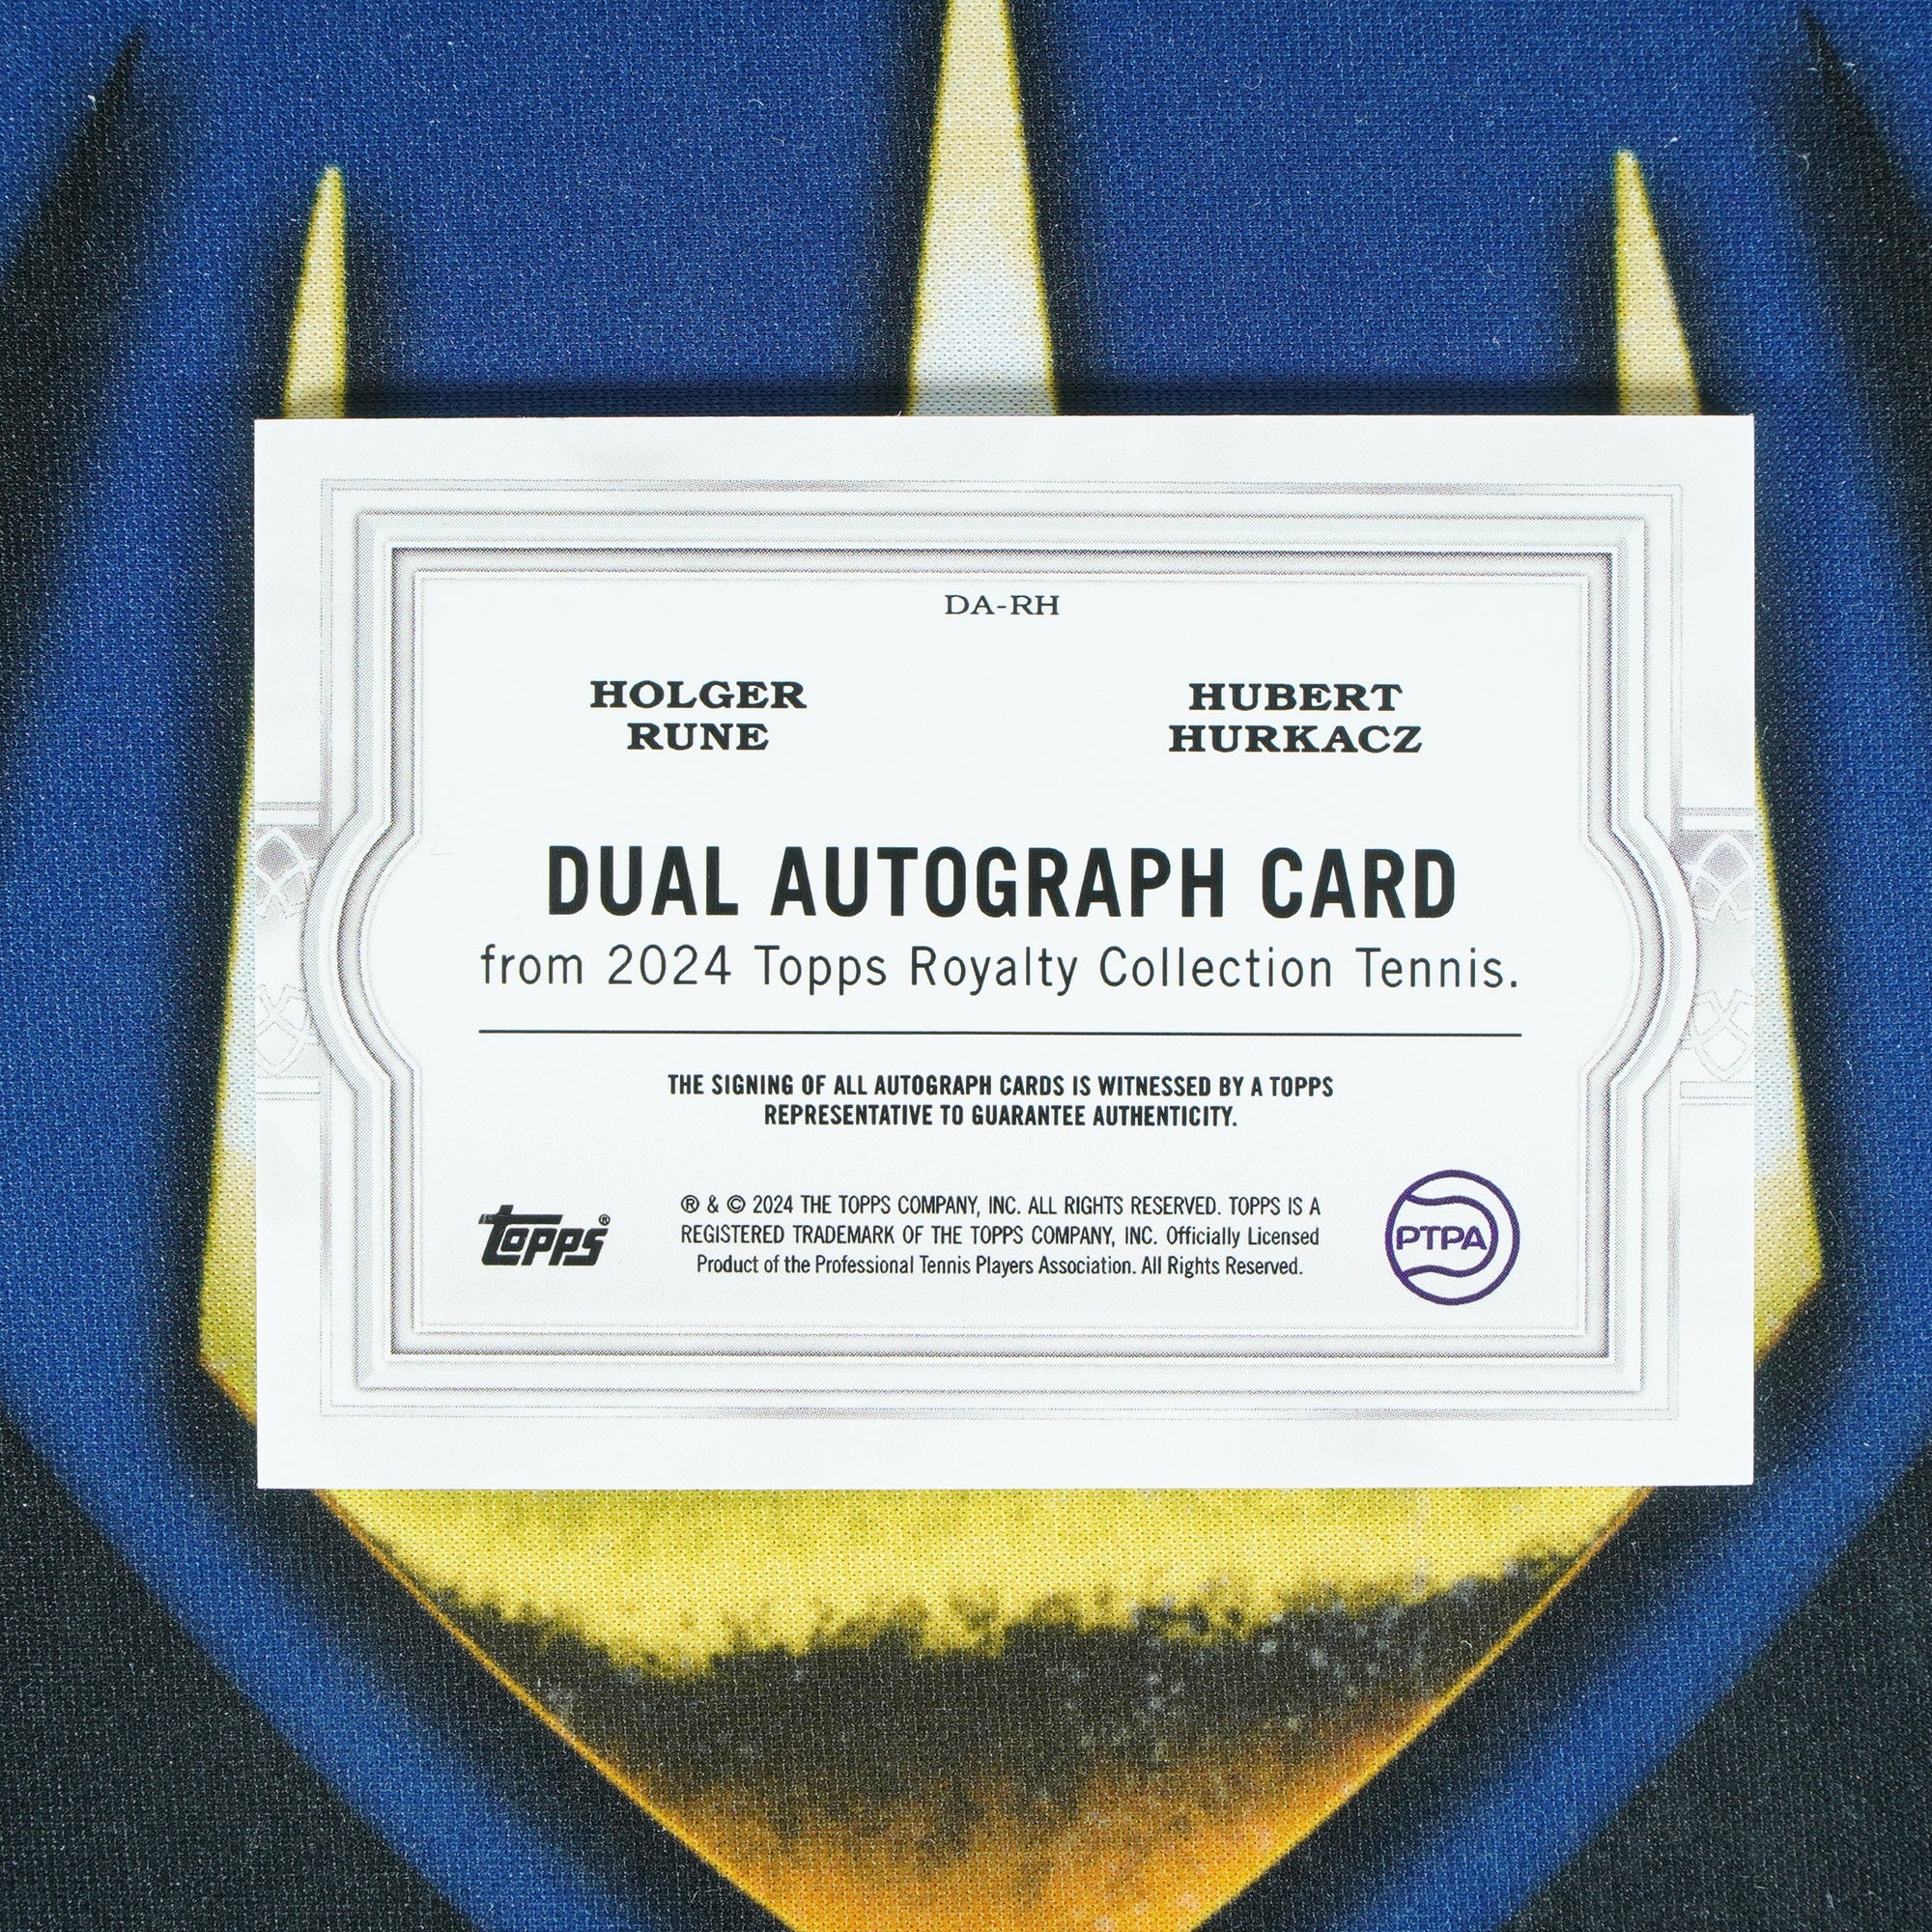 DA-RH
HOLGER
RUNE
HUBERT
HURKACZ
DUAL AUTOGRAPH CARD
from 2024 Topps Royalty Collection Tennis.
THE SIGNING OF ALL AUTOGRAPH CARDS IS WITNESSED BY A TOPPS
REPRESENTATIVE TO GUARANTEE AUTHENTICITY.
topps®
® & © 2024 THE TOPPS COMPANY, INC. ALL RIGHTS RESERVED. TOPPS IS A
REGISTERED TRADEMARK OF THE TOPPS COMPANY, INC. Officially Licensed
Product of the Professional Tennis Players Association. All Rights Reserved.
PTPA